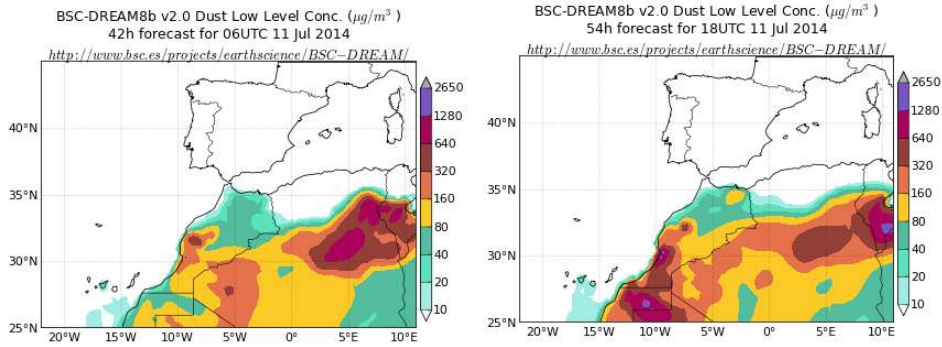 BSC-DREAM8b v2.0 Dust Low Level Conc. (μg/m³ )
42h forecast for 06UTC 11 Jul 2014
http://www.bsc.es/projects/earthscience/BSC−DREAM/
40°N
35°N
30°N
25°N
20°W
15°W
10°W
5°W
0°E
5°E
10°E
2650
1280
640
320
160
80
40
20
10
BSC-DREAM8b v2.0 Dust Low Level Conc. (μg/m³ )
54h forecast for 18UTC 11 Jul 2014
http://www.bsc.es/projects/earthscience/BSC−DREAM/
40°N
35°N
30°N
25°N
20°W
15°W
10°W
5°W
0°E
5°E
10°E
2650
1280
640
320
160
80
40
20
10